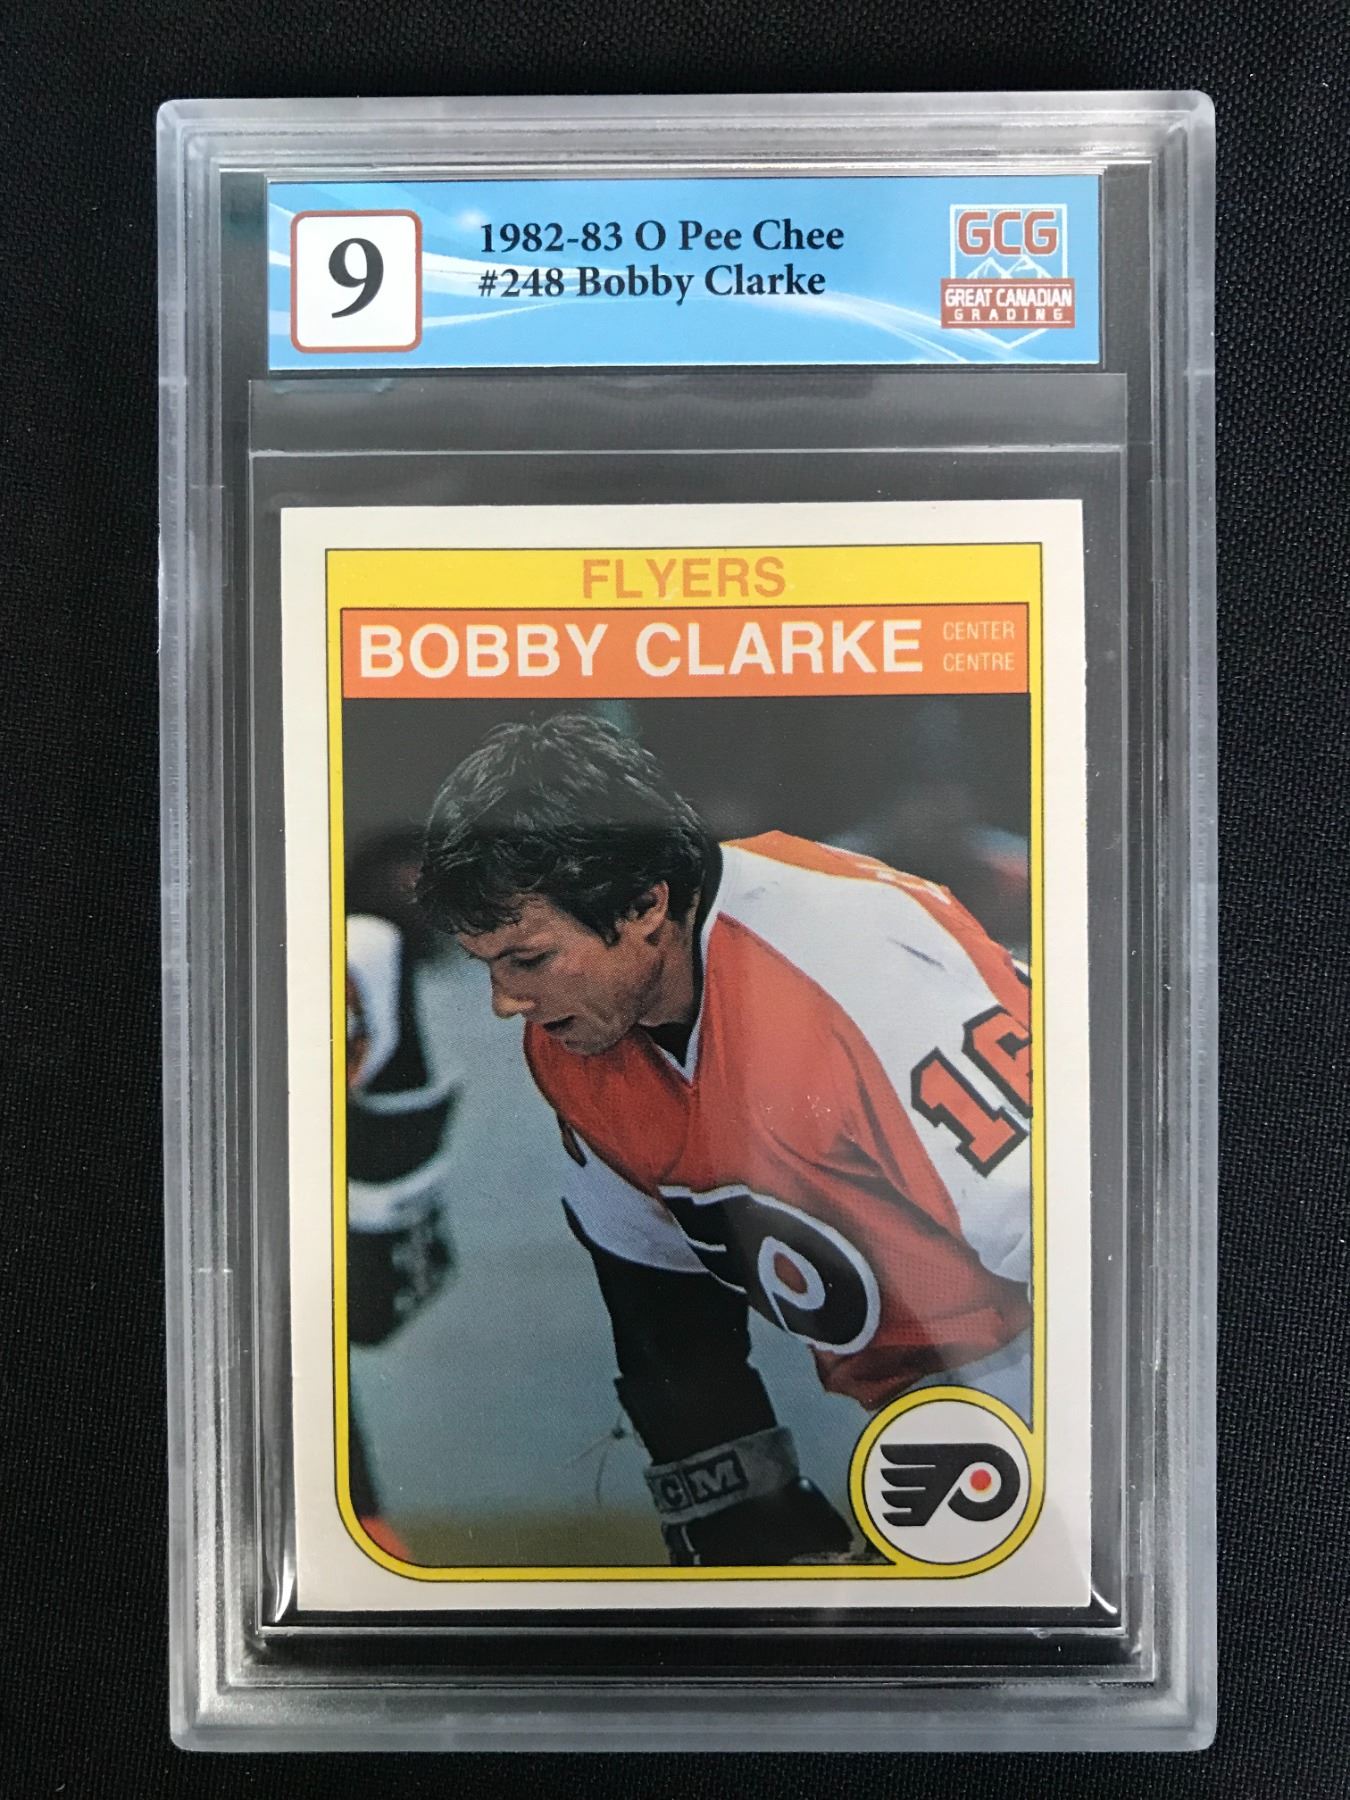 9
1982-83 O Pee Chee
#248 Bobby Clarke
GCG
GREAT CANADIAN
GRADING
FLYERS
BOBBY CLARKE
CENTER
CENTRE
16
CCM